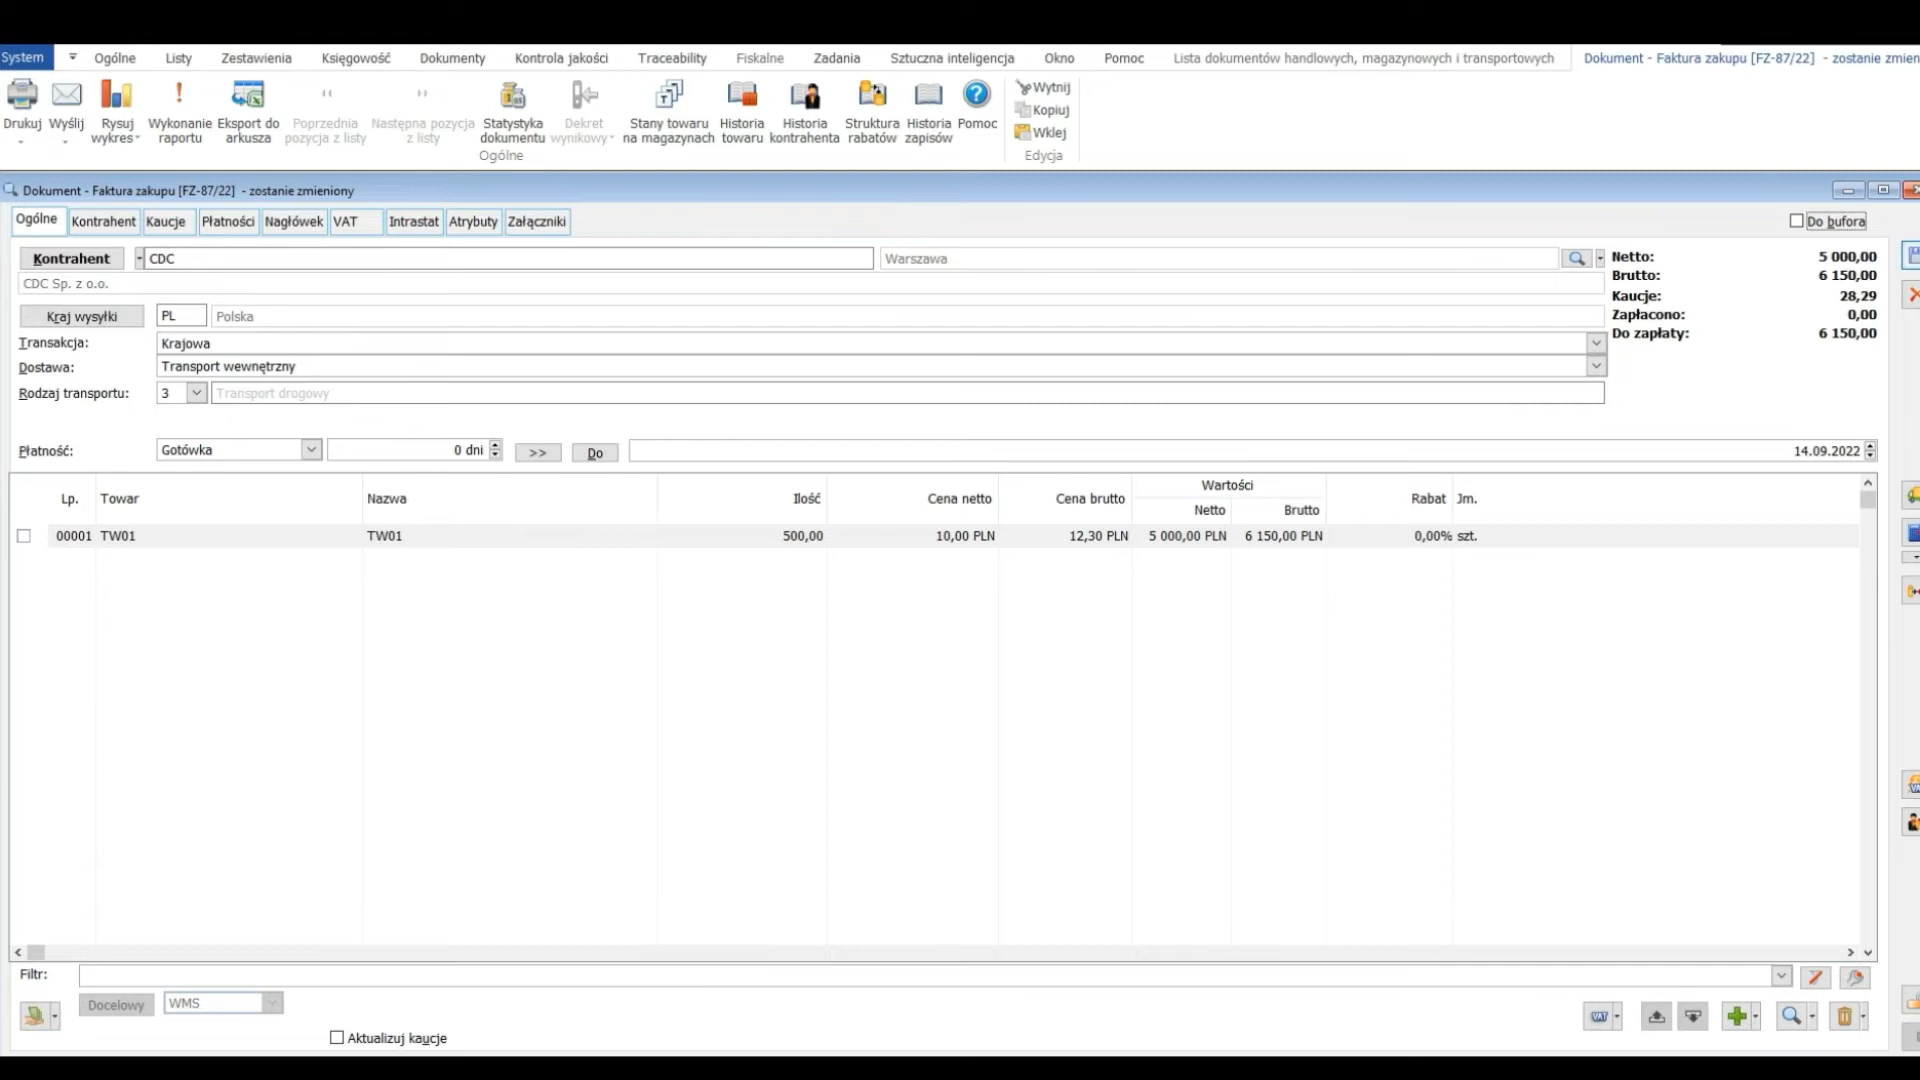 System Ogólne Listy Zestawienia Księgowość Dokumenty Kontrola jakości Traceability Fiskalne Zadania Sztuczna inteligencja Okno Pomoc Lista dokumentów handlowych, magazynowych i transportowych Dokument - Faktura zakupu [FZ-87/22] - zostanie zmien
Drukuj Wyślij Rysuj wykres Wykonanie raportu Eksport do arkusza Poprzednia pozycja z listy Następna pozycja z listy Statystyka dokumentu Dekret wynikowy Stany towaru na magazynach Historia towaru Historia kontrahenta Struktura rabatów Historia zapisów Pomoc
Wytnij
Kopiuj
Wklej
Ogólne Edycja
Dokument - Faktura zakupu [FZ-87/22] - zostanie zmieniony
Ogólne Kontrahent Kaucje Płatności Nagłówek VAT Intrastat Atrybuty Załączniki Do bufora
Kontrahent CDC Warszawa
CDC Sp. z o.o.
Netto: 5 000,00
Brutto: 6 150,00
Kaucje: 28,29
Zapłacono: 0,00
Do zapłaty: 6 150,00
Kraj wysyłki PL Polska
Transakcja: Krajowa
Dostawa: Transport wewnętrzny
Rodzaj transportu: 3 Transport drogowy
Płatność: Gotówka 0 dni >> Do 14.09.2022
Lp. Towar Nazwa Ilość Cena netto Cena brutto Wartości Rabat Jm.
Netto Brutto
00001 TW01 TW01 500,00 10,00 PLN 12,30 PLN 5 000,00 PLN 6 150,00 PLN 0,00% szt.
Filtr:
Docelowy WMS
VAT
Aktualizuj kaucje